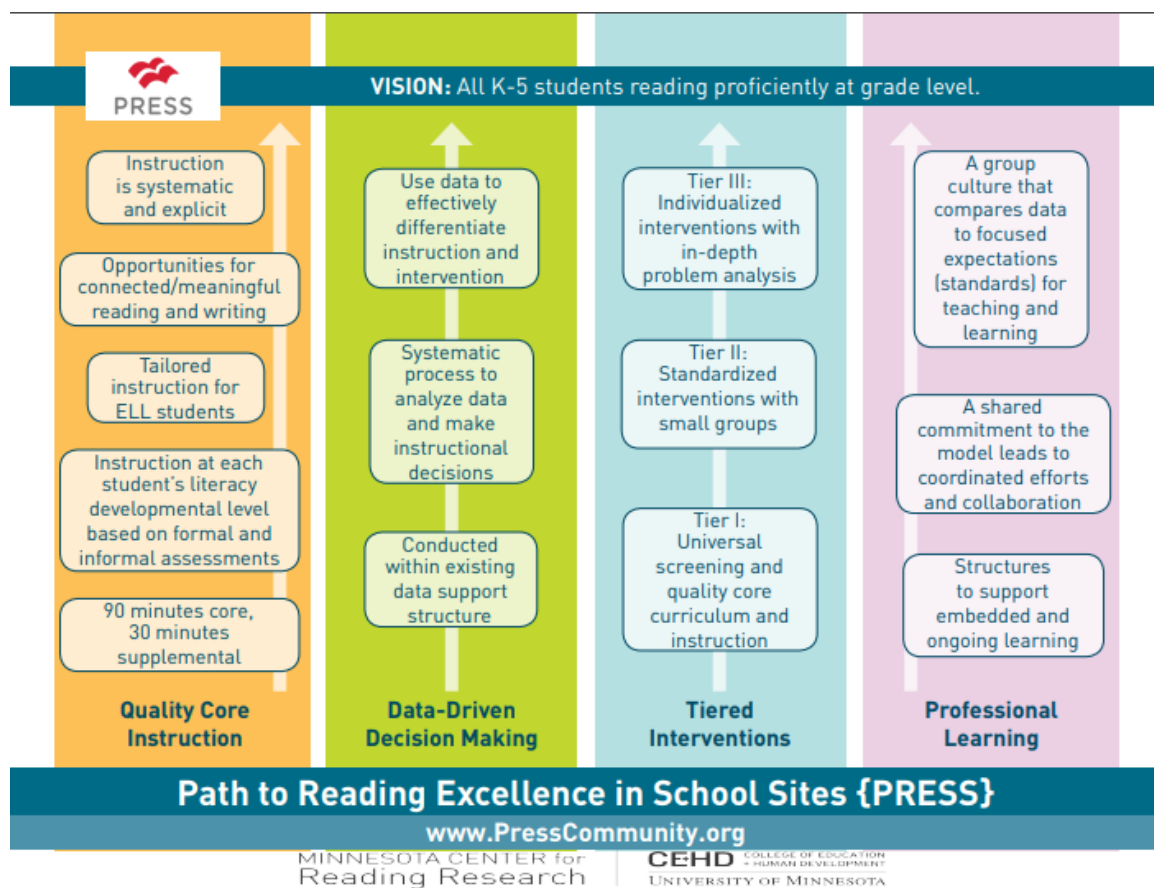 PRESS
VISION: All K-5 students reading proficiently at grade level.
Instruction
is systematic
and explicit
Opportunities for
connected/meaningful
reading and writing
Tailored
instruction for
ELL students
Instruction at each
student's literacy
developmental level
based on formal and
informal assessments
90 minutes core,
30 minutes
supplemental
Quality Core
Instruction
Use data to
effectively
differentiate
instruction and
intervention
Systematic
process to
analyze data
and make
instructional
decisions
Conducted
within existing
data support
structure
Data-Driven
Decision Making
Tier III:
Individualized
interventions with
in-depth
problem analysis
Tier II:
Standardized
interventions with
small groups
Tier I:
Universal
screening and
quality core
curriculum and
instruction
Tiered
Interventions
A group
culture that
compares data
to focused
expectations
(standards) for
teaching and
learning
A shared
commitment to the
model leads to
coordinated efforts
and collaboration
Structures
to support
embedded and
ongoing learning
Professional
Learning
Path to Reading Excellence in School Sites {PRESS}
www.PressCommunity.org
MINNESOTA CENTER for
Reading Research
CEHD
COLLEGE OF EDUCATION
+ HUMAN DEVELOPMENT
UNIVERSITY OF MINNESOTA